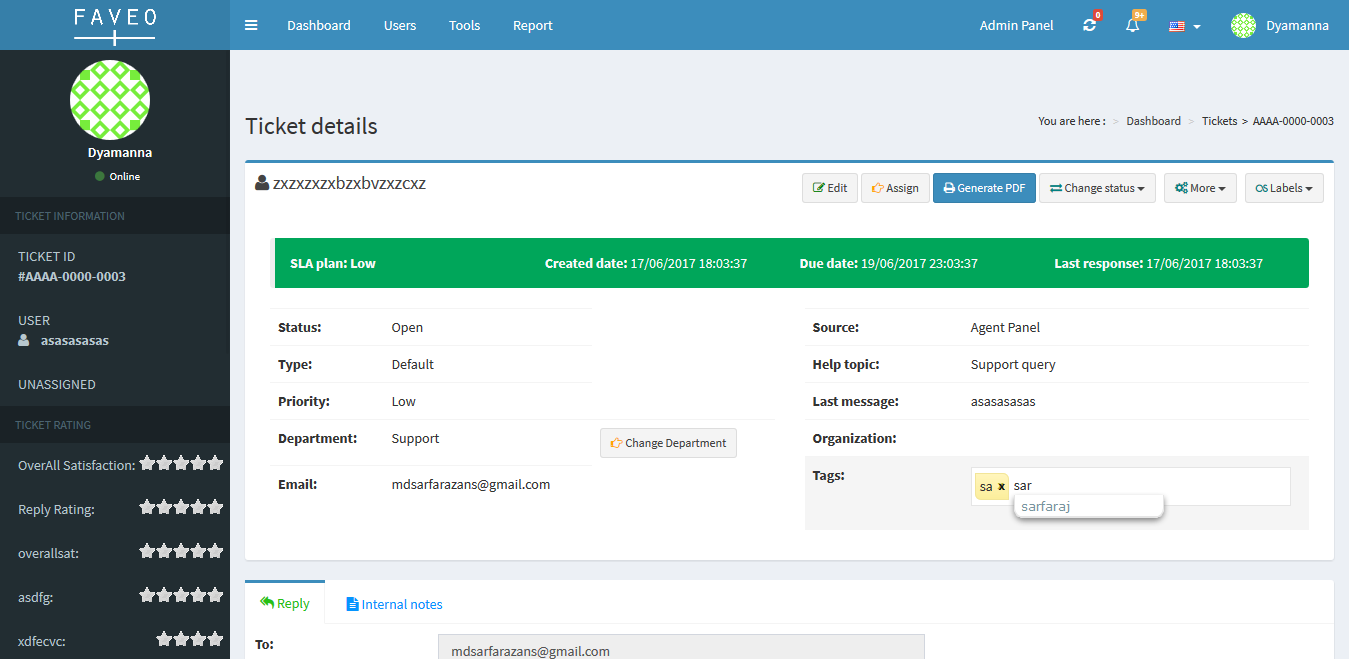 FAVEO
Dashboard Users Tools Report
Admin Panel 0 9+ Dyamanna
Dyamanna
Online
TICKET INFORMATION
TICKET ID
#AAAA-0000-0003
USER
asasasasas
UNASSIGNED
TICKET RATING
OverAll Satisfaction:
Reply Rating:
overallsat:
asdfg:
xdfecvc:
Ticket details
You are here : > Dashboard > Tickets > AAAA-0000-0003
zxzxzxzxbzxbvzxzcxz
Edit Assign Generate PDF Change status More Labels
SLA plan: Low Created date: 17/06/2017 18:03:37 Due date: 19/06/2017 23:03:37 Last response: 17/06/2017 18:03:37
Status: Open
Type: Default
Priority: Low
Department: Support Change Department
Email: mdsarfarazans@gmail.com
Source: Agent Panel
Help topic: Support query
Last message: asasasasas
Organization:
Tags: sa x sar
sarfaraj
Reply Internal notes
To: mdsarfarazans@gmail.com